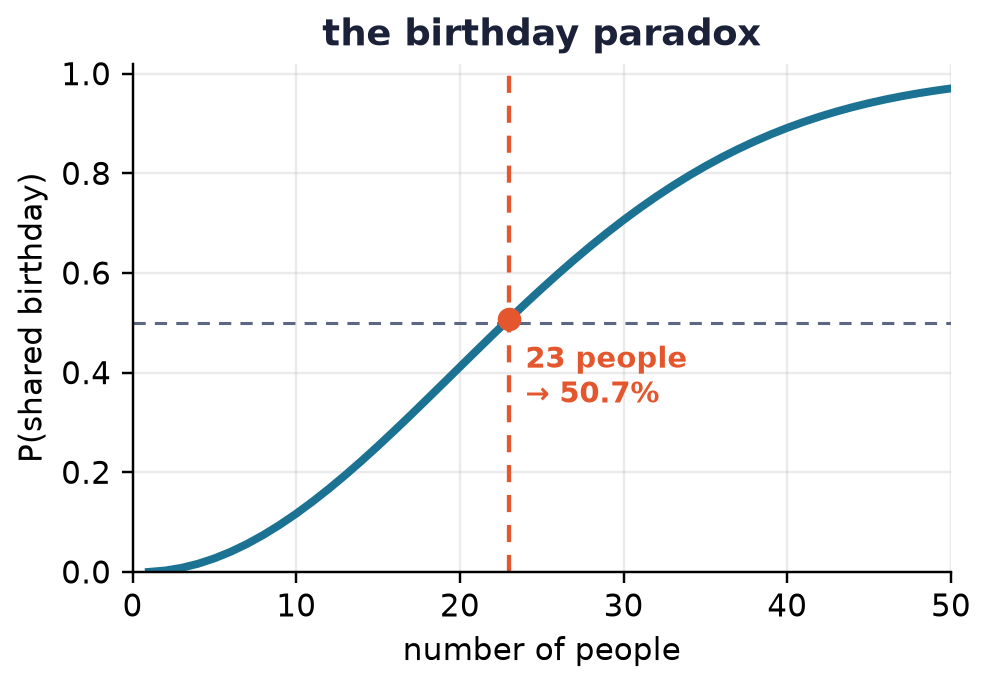 the birthday paradox
P(shared birthday)
1.0
0.8
0.6
0.4
0.2
0.0
23 people
→ 50.7%
0 10 20 30 40 50
number of people